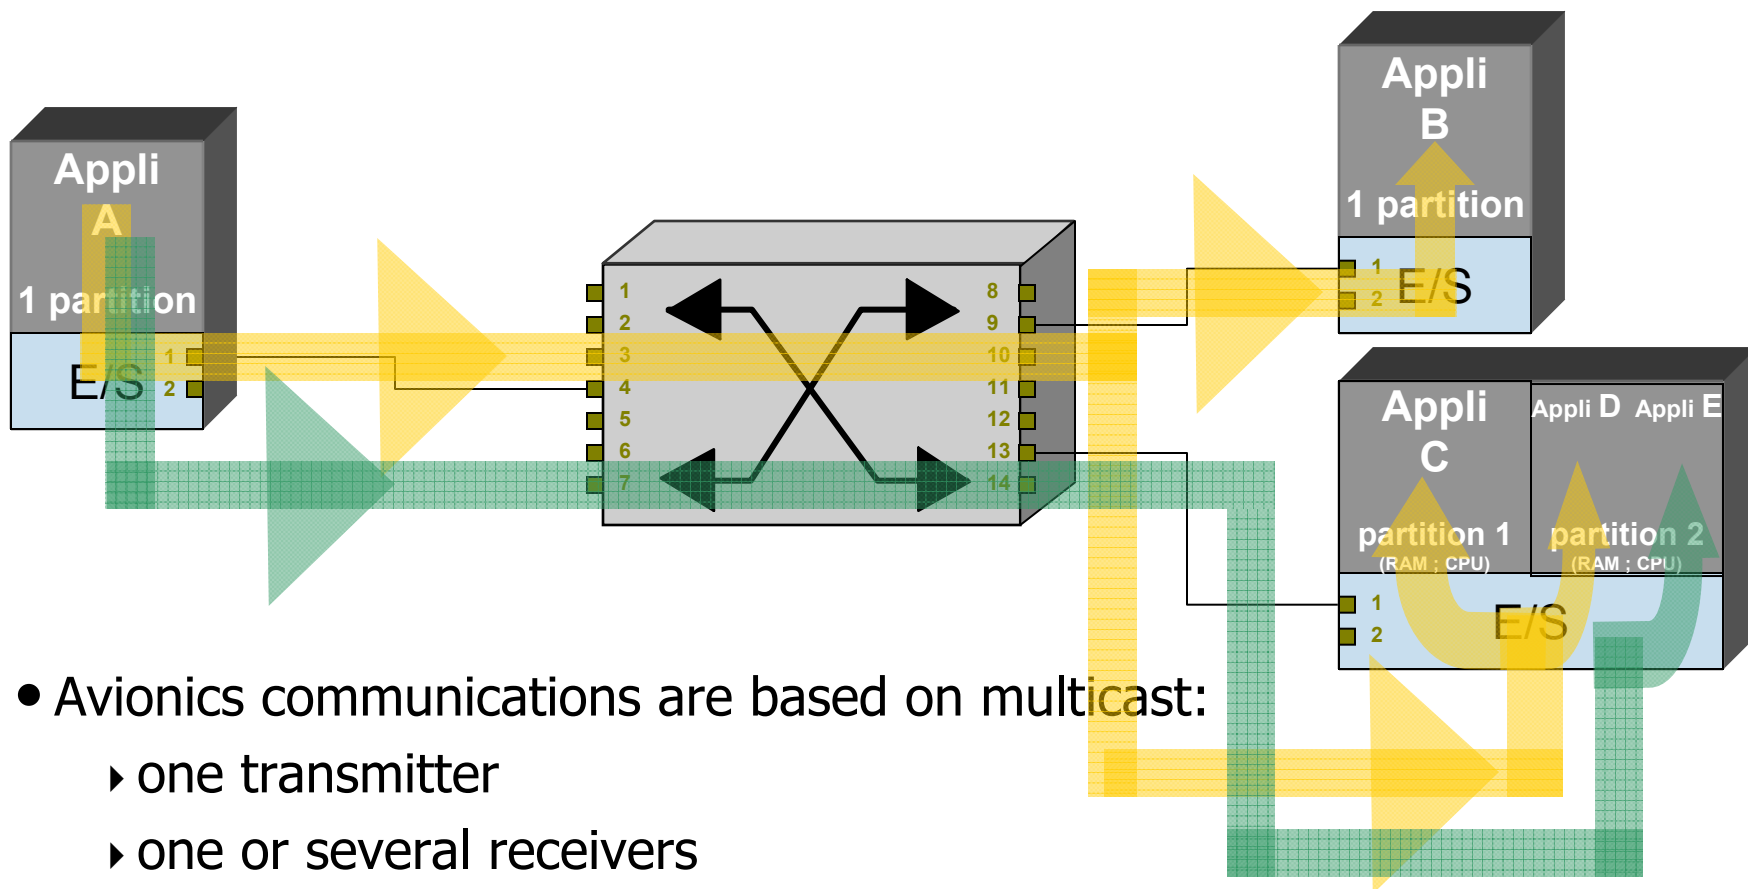 Appli
A
1 partition
E/S
1
2
1
2
3
4
5
6
7
8
9
10
11
12
13
14
Appli
B
1 partition
1
2
E/S
Appli
C
partition 1
(RAM ; CPU)
Appli D Appli E
partition 2
(RAM ; CPU)
1
2
E/S
• Avionics communications are based on multicast:
▸ one transmitter
▸ one or several receivers